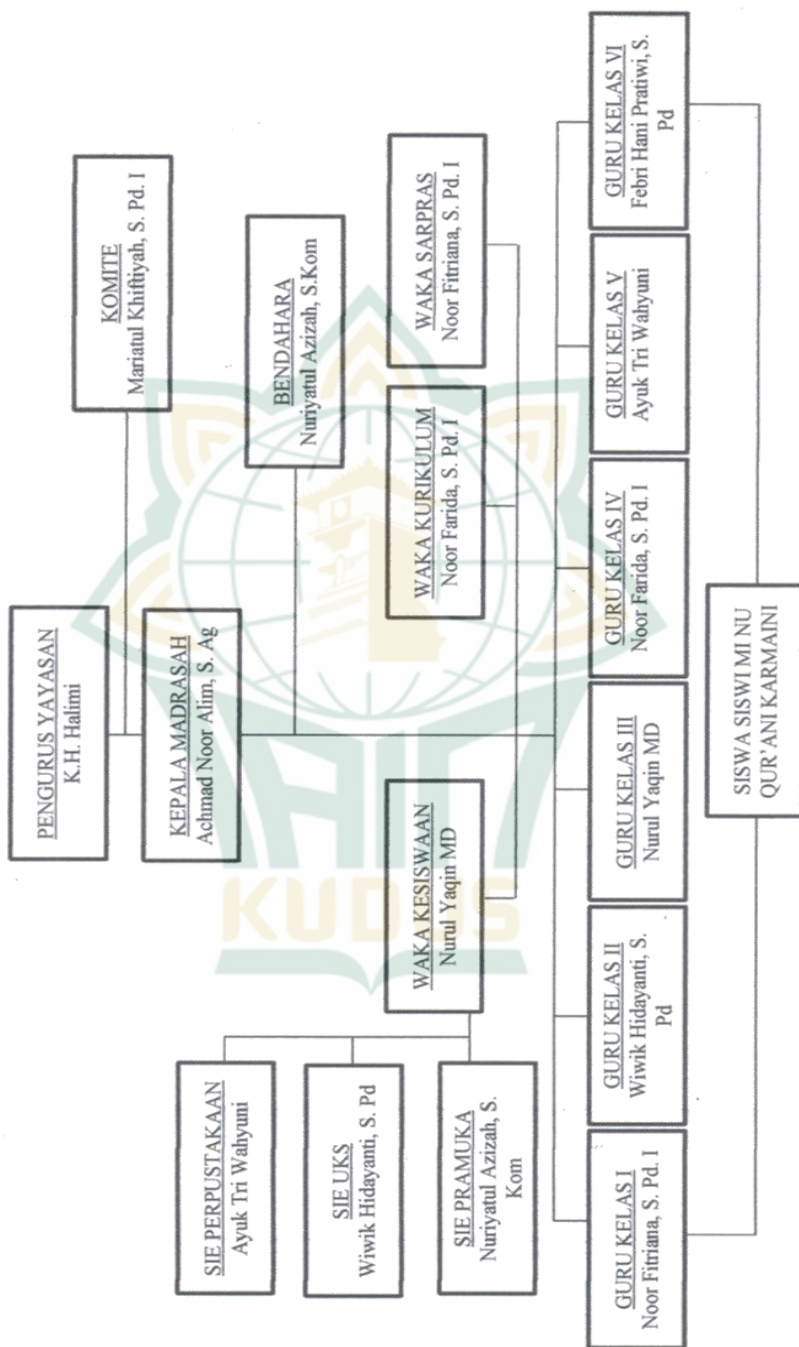 PENGURUS YAYASAN
K.H. Halimi
KOMITE
Mariatul Khiftiyah, S. Pd. I
KEPALA MADRASAH
Achmad Noor Alim, S. Ag
BENDAHARA
Nuriyatul Azizah, S.Kom
SIE PERPUSTAKAAN
Ayuk Tri Wahyuni
SIE UKS
Wiwik Hidayanti, S. Pd
SIE PRAMUKA
Nuriyatul Azizah, S.
Kom
WAKA KESISWAAN
Nurul Yaqin MD
WAKA KURIKULUM
Noor Farida, S. Pd. I
WAKA SARPRAS
Noor Fitriana, S. Pd. I
GURU KELAS I
Noor Fitriana, S. Pd. I
GURU KELAS II
Wiwik Hidayanti, S.
Pd
GURU KELAS III
Nurul Yaqin MD
GURU KELAS IV
Noor Farida, S. Pd. I
GURU KELAS V
Ayuk Tri Wahyuni
GURU KELAS VI
Febri Hani Pratiwi, S.
Pd
SISWA SISWI MI NU
QUR'ANI KARMAINI
AIN
KUDUS